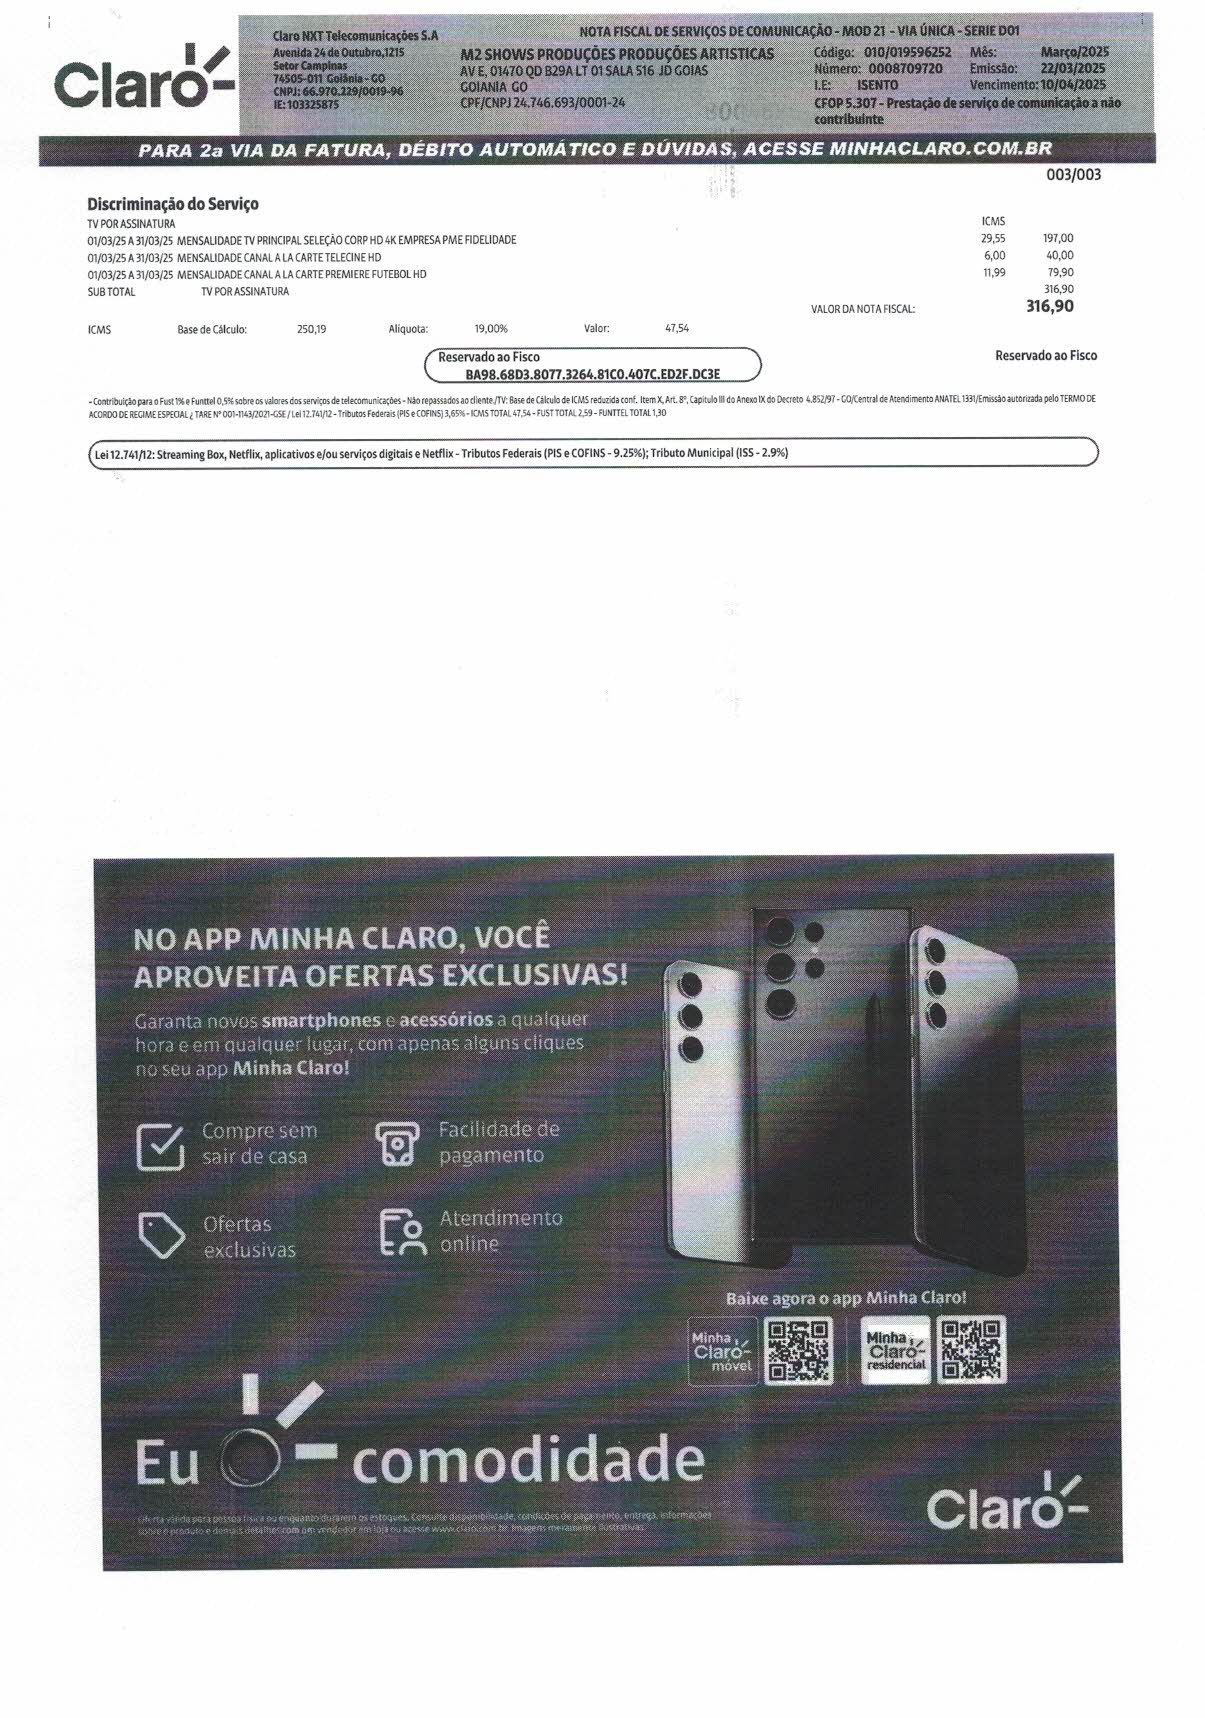 Claro
Claro NXT Telecomunicações S.A
Avenida 24 de Outubro,1215
Setor Campinas
74505-011 Goiânia - GO
CNPJ: 66.970.229/0019-96
IE: 103325875
NOTA FISCAL DE SERVIÇOS DE COMUNICAÇÃO - MOD 21 - VIA ÚNICA - SERIE D01
M2 SHOWS PRODUÇÕES PRODUÇÕES ARTISTICAS
AV E, 01470 QD B29A LT 01 SALA 516 JD GOIAS
GOIANIA GO
CPF/CNPJ 24.746.693/0001-24
Código: 010/019596252 Mês: Março/2025
Número: 0008709720 Emissão: 22/03/2025
I.E: ISENTO Vencimento: 10/04/2025
CFOP 5.307 - Prestação de serviço de comunicação a não
contribuinte
PARA 2a VIA DA FATURA, DÉBITO AUTOMÁTICO E DÚVIDAS, ACESSE MINHACLARO.COM.BR
003/003
Discriminação do Serviço
TV POR ASSINATURA ICMS
01/03/25 A 31/03/25 MENSALIDADE TV PRINCIPAL SELEÇÃO CORP HD 4K EMPRESA PME FIDELIDADE 29,55 197,00
01/03/25 A 31/03/25 MENSALIDADE CANAL A LA CARTE TELECINE HD 6,00 40,00
01/03/25 A 31/03/25 MENSALIDADE CANAL A LA CARTE PREMIERE FUTEBOL HD 11,99 79,90
SUB TOTAL TV POR ASSINATURA 316,90
VALOR DA NOTA FISCAL: 316,90
ICMS Base de Cálculo: 250,19 Alíquota: 19,00% Valor: 47,54
Reservado ao Fisco
BA98.68D3.8077.3264.81C0.407C.ED2F.DC3E
Reservado ao Fisco
- Contribuição para o Fust 1% e Funttel 0,5% sobre os valores dos serviços de telecomunicações - Não repassados ao cliente./TV: Base de Cálculo de ICMS reduzida conf. Item X, Art. 8º, Capitulo III do Anexo IX do Decreto 4.852/97 - GO/Central de Atendimento ANATEL 1331/Emissão autorizada pelo TERMO DE
ACORDO DE REGIME ESPECIAL ¿ TARE Nº 001-1143/2021-GSE / Lei 12.741/12 - Tributos Federais (PIS e COFINS) 3,65% - ICMS TOTAL 47,54 - FUST TOTAL 2,59 - FUNTTEL TOTAL 1,30
Lei 12.741/12: Streaming Box, Netflix, aplicativos e/ou serviços digitais e Netflix - Tributos Federais (PIS e COFINS - 9.25%); Tributo Municipal (ISS - 2.9%)
NO APP MINHA CLARO, VOCÊ
APROVEITA OFERTAS EXCLUSIVAS!
Garanta novos smartphones e acessórios a qualquer
hora e em qualquer lugar, com apenas alguns cliques
no seu app Minha Claro!
Compre sem
sair de casa
Facilidade de
pagamento
Ofertas
exclusivas
Atendimento
online
Baixe agora o app Minha Claro!
Minha
Claro
móvel
Minha
Claro
residencial
Eu comodidade
Claro
Oferta válida para pessoa física ou enquanto durarem os estoques. Consulte disponibilidade, condições de pagamento, entrega, informações
sobre o produto e demais detalhes com um vendedor em loja ou acesse www.claro.com.br. Imagens meramente ilustrativas.